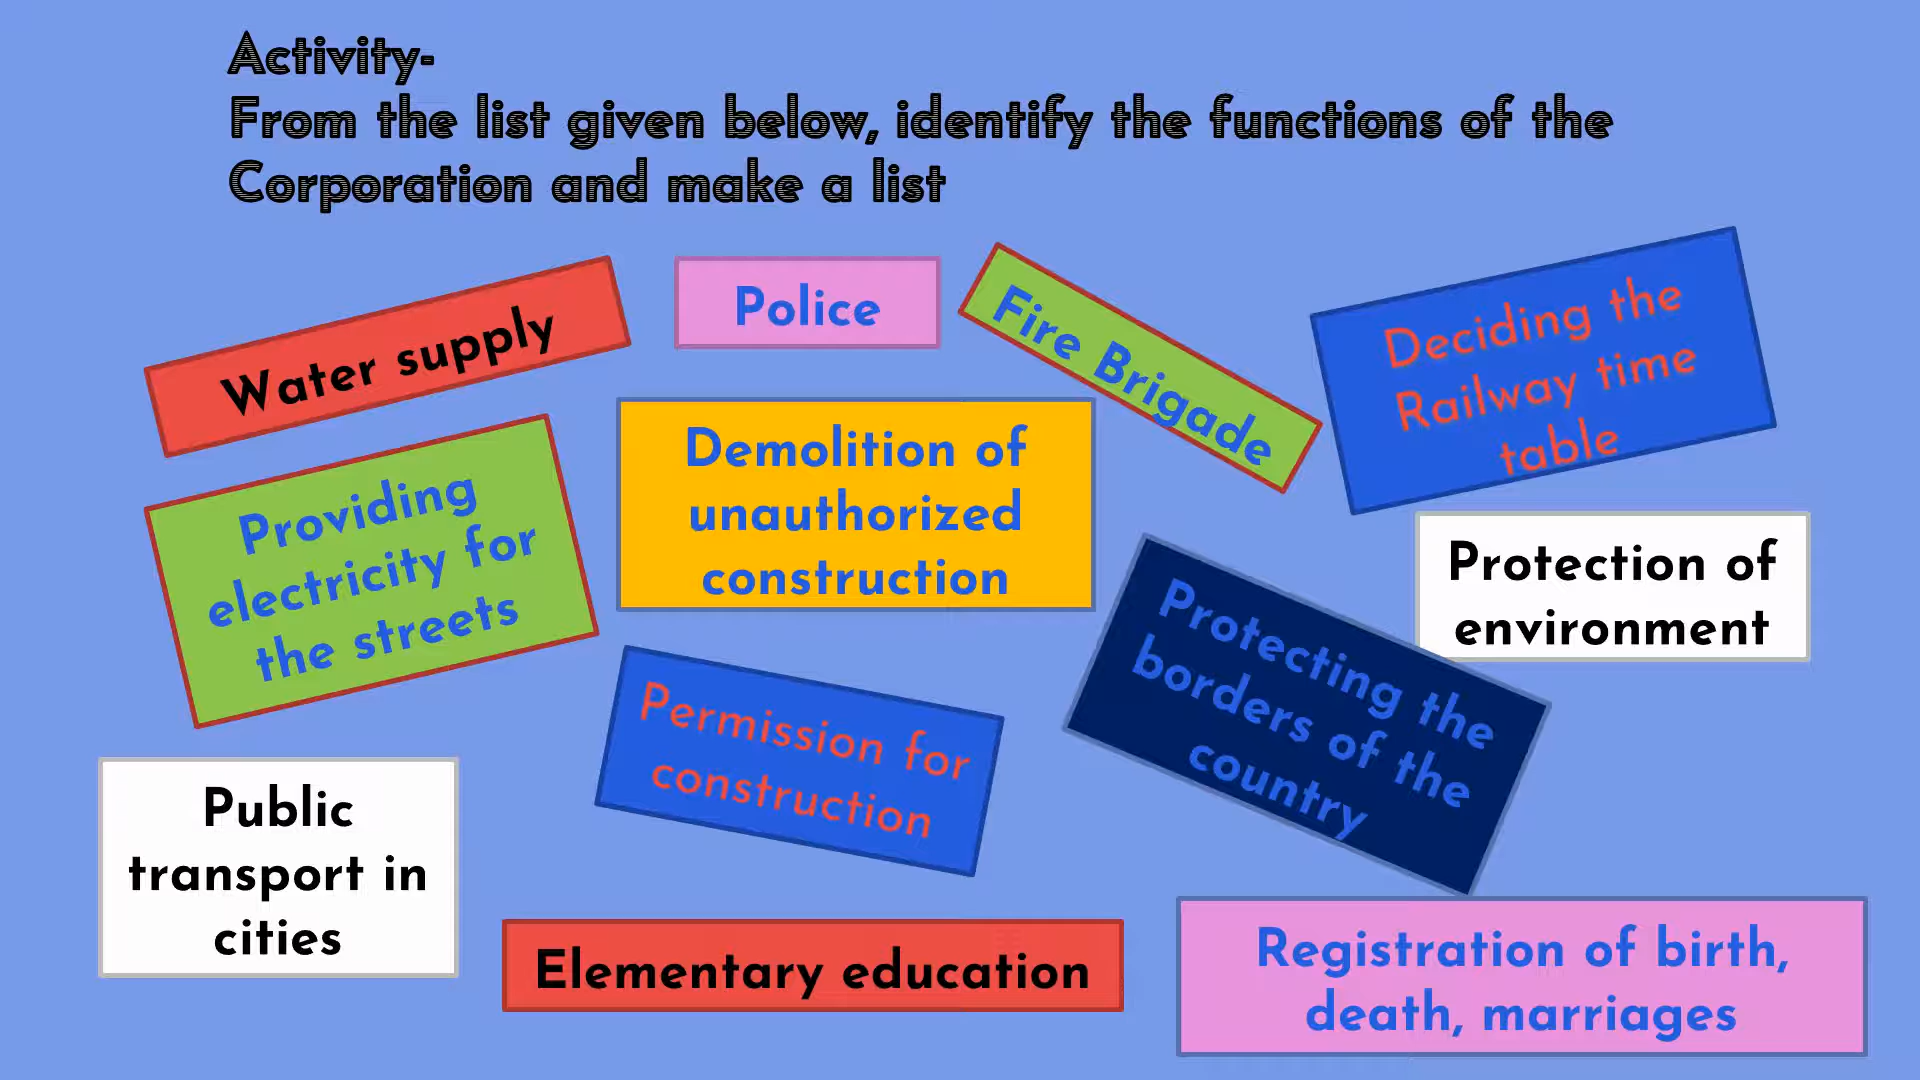 Activity-
From the list given below, identify the functions of the
Corporation and make a list
Water supply
Police
Fire Brigade
Deciding the
Railway time
table
Providing
electricity for
the streets
Demolition of
unauthorized
construction
Protection of
environment
Permission for
construction
Protecting the
borders of the
country
Public
transport in
cities
Elementary education
Registration of birth,
death, marriages